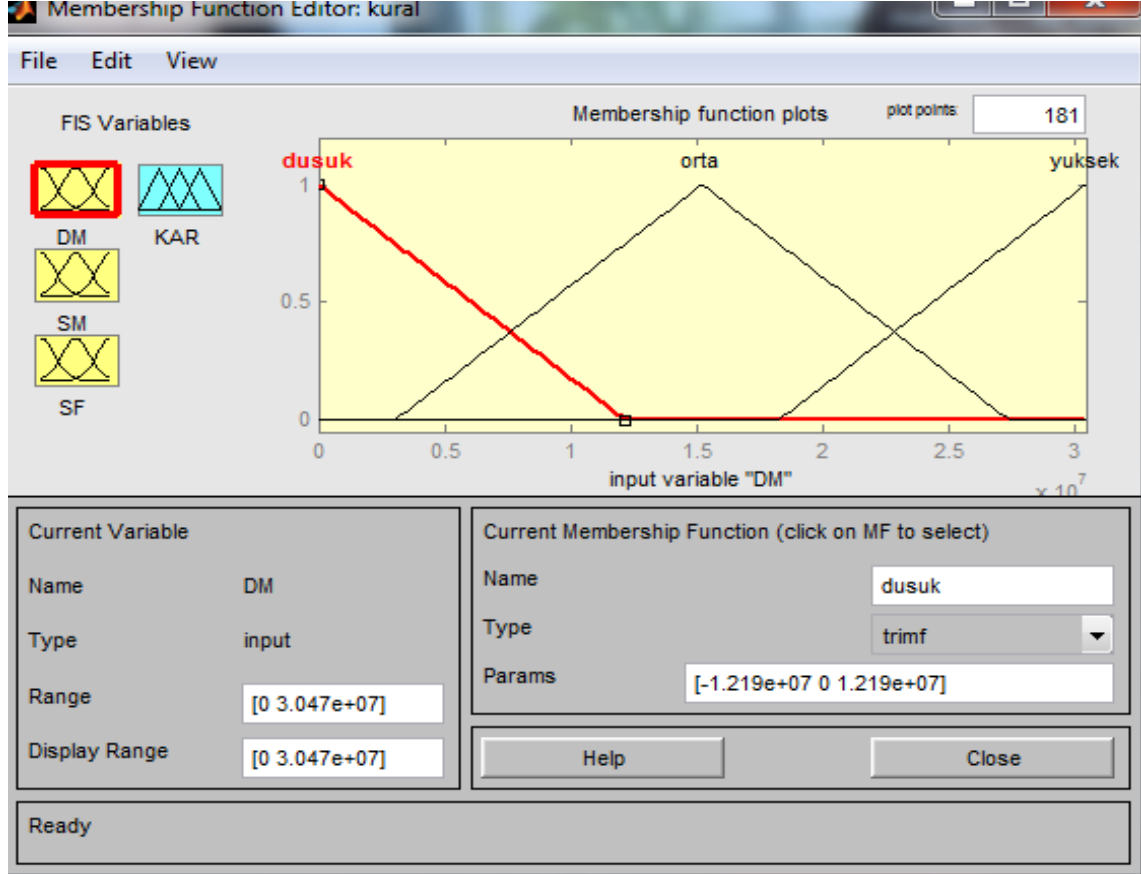 Membership Function Editor: kural
File Edit View
FIS Variables
DM
KAR
SM
SF
Membership function plots
plot points:
181
dusuk
orta
yuksek
1
0.5
0
0 0.5 1 1.5 2 2.5 3
input variable "DM"
x 10^7
Current Variable
Name DM
Type input
Range [0 3.047e+07]
Display Range [0 3.047e+07]
Current Membership Function (click on MF to select)
Name dusuk
Type trimf
Params [-1.219e+07 0 1.219e+07]
Help
Close
Ready